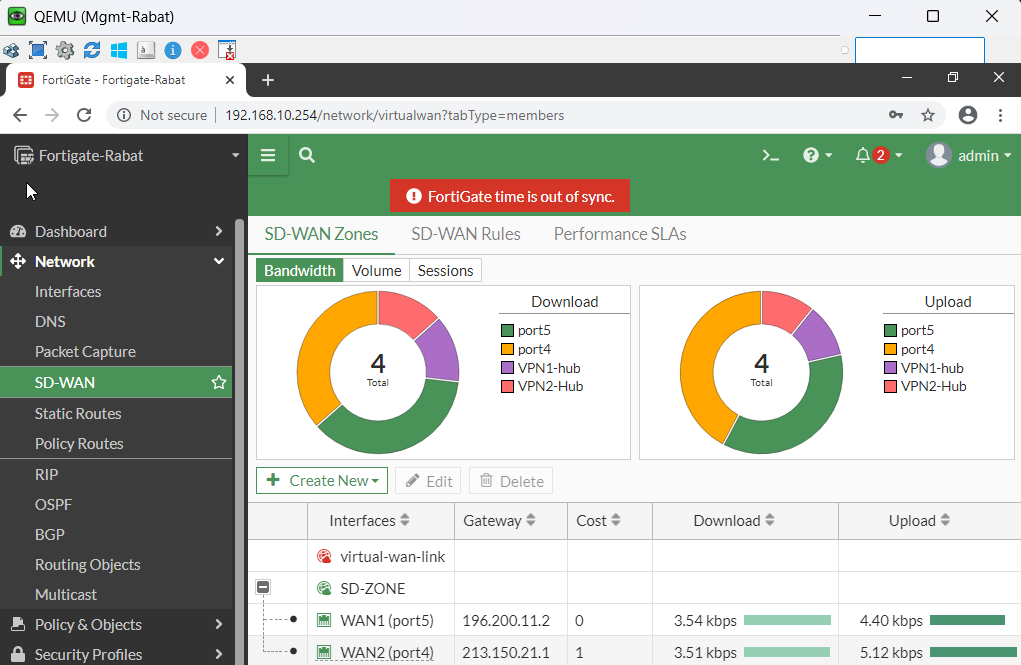 QEMU (Mgmt-Rabat)
FortiGate - Fortigate-Rabat
Not secure | 192.168.10.254/network/virtualwan?tabType=members
Fortigate-Rabat
2
admin
FortiGate time is out of sync.
Dashboard
Network
Interfaces
DNS
Packet Capture
SD-WAN
Static Routes
Policy Routes
RIP
OSPF
BGP
Routing Objects
Multicast
Policy & Objects
Security Profiles
SD-WAN Zones SD-WAN Rules Performance SLAs
Bandwidth Volume Sessions
Download
4
Total
port5
port4
VPN1-hub
VPN2-Hub
Upload
4
Total
port5
port4
VPN1-hub
VPN2-Hub
+ Create New Edit Delete
Interfaces Gateway Cost Download Upload
virtual-wan-link
SD-ZONE
WAN1 (port5) 196.200.11.2 0 3.54 kbps 4.40 kbps
WAN2 (port4) 213.150.21.1 1 3.51 kbps 5.12 kbps